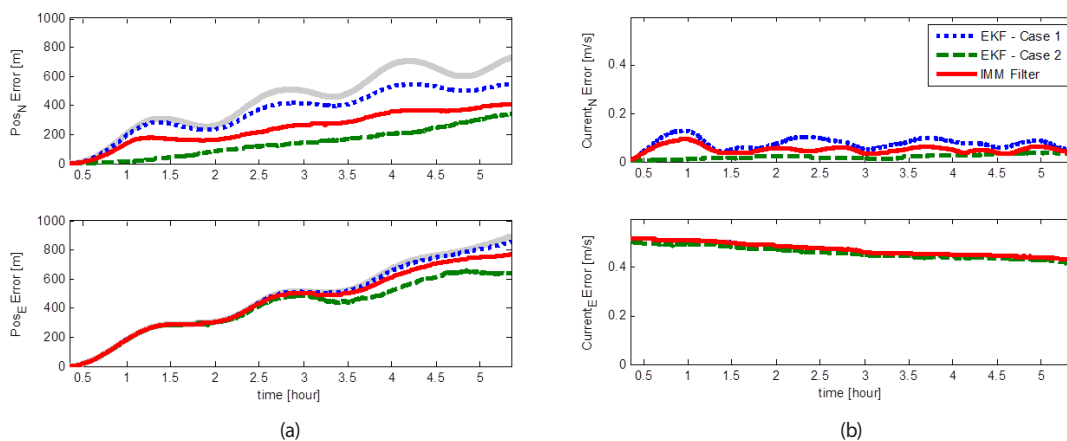 1000
800
600
400
200
0
Pos_N Error [m]
0.5 1 1.5 2 2.5 3 3.5 4 4.5 5
1000
800
600
400
200
0
Pos_E Error [m]
0.5 1 1.5 2 2.5 3 3.5 4 4.5 5
time [hour]
(a)
0.4
0.2
0
Current_N Error [m/s]
EKF - Case 1
EKF - Case 2
IMM Filter
0.5 1 1.5 2 2.5 3 3.5 4 4.5 5
0.4
0.2
0
Current_E Error [m/s]
0.5 1 1.5 2 2.5 3 3.5 4 4.5 5
time [hour]
(b)